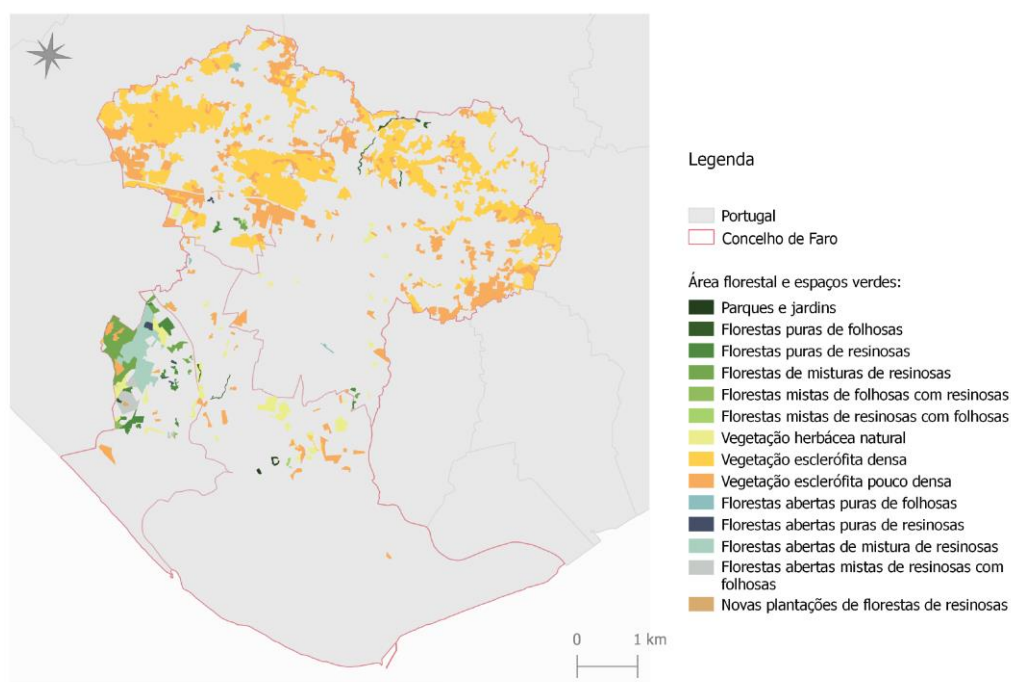 Legenda
Portugal
Concelho de Faro
Área florestal e espaços verdes:
Parques e jardins
Florestas puras de folhosas
Florestas puras de resinosas
Florestas de misturas de resinosas
Florestas mistas de folhosas com resinosas
Florestas mistas de resinosas com folhosas
Vegetação herbácea natural
Vegetação esclerófita densa
Vegetação esclerófita pouco densa
Florestas abertas puras de folhosas
Florestas abertas puras de resinosas
Florestas abertas de mistura de resinosas
Florestas abertas mistas de resinosas com
folhosas
Novas plantações de florestas de resinosas
0 1 km